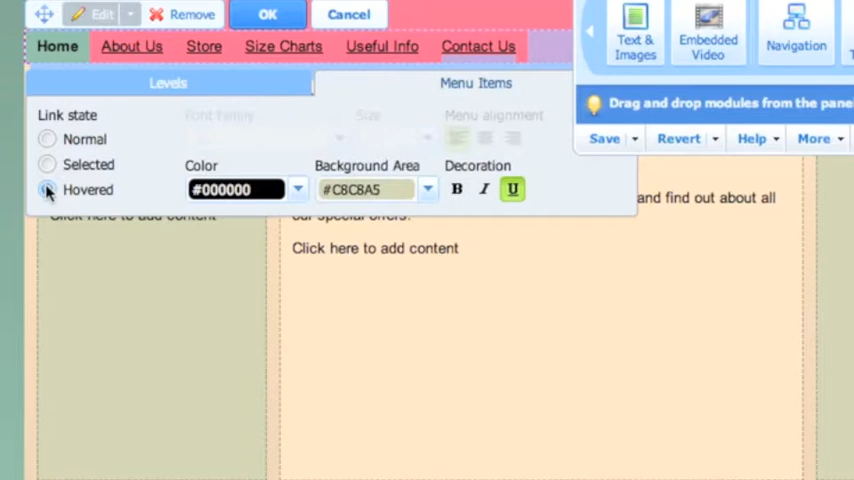 Edit
Remove
OK
Cancel
Home
About Us
Store
Size Charts
Useful Info
Contact Us
Text & Images
Embedded Video
Navigation
Levels
Menu Items
Drag and drop modules from the pane
Link state
Font Family
Size
Menu alignment
Normal
Save
Revert
Help
More
Selected
Color
Background Area
Decoration
Hovered
#000000
#C8C8A5
B I U
and find out about all
Click here to add content
our special offers!
Click here to add content